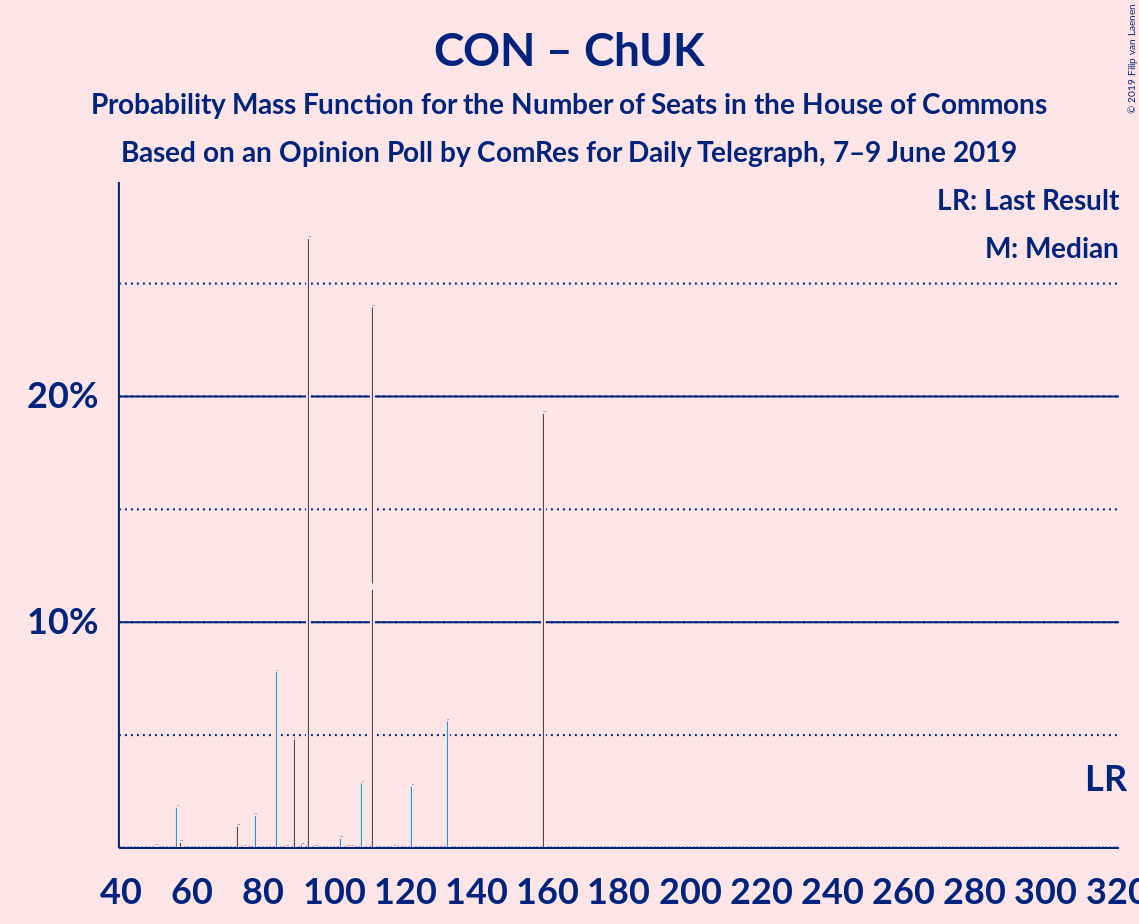 CON – ChUK
Probability Mass Function for the Number of Seats in the House of Commons
Based on an Opinion Poll by ComRes for Daily Telegraph, 7–9 June 2019
© 2019 Filip van Laenen
LR: Last Result
M: Median
20%
10%
LR
40 60 80 100 120 140 160 180 200 220 240 260 280 300 320